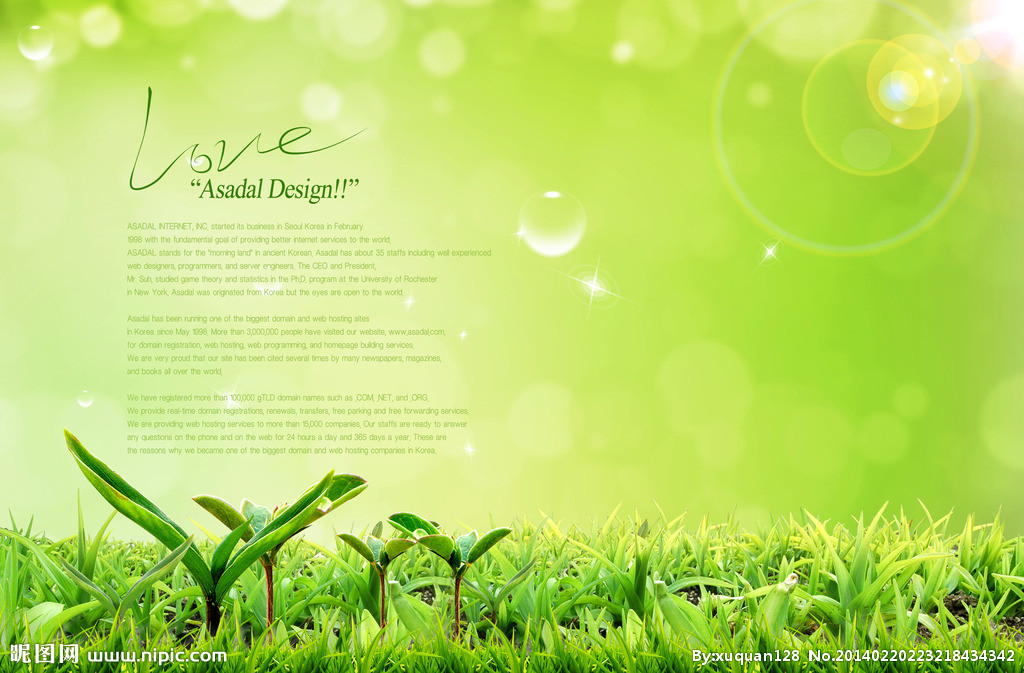 Love
“Asadal Design!!”
ASADAL INTERNET, INC. started its business in Seoul Korea in February
1998 with the fundamental goal of providing better internet services to the world.
ASADAL stands for the "morning land" in ancient Korean. Asadal has about 35 staffs including well experienced
web designers, programmers, and server engineers. The CEO and President,
Mr. Suh, studied game theory and statistics in the Ph.D. program at the University of Rochester
in New York. Asadal was originated from Korea but the eyes are open to the world.
Asadal has been running one of the biggest domain and web hosting sites
in Korea since May 1998. More than 3,000,000 people have visited our website, www.asadal.com,
for domain registration, web hosting, web programming, and homepage building services.
We are very proud that our site has been cited several times by many newspapers, magazines,
and books all over the world.
We have registered more than 100,000 gTLD domain names such as .COM, .NET, and .ORG.
We provide real-time domain registrations, renewals, transfers, free parking and free forwarding services.
We are providing web hosting services to more than 15,000 companies. Our staffs are ready to answer
any questions on the phone and on the web for 24 hours a day and 365 days a year. These are
the reasons why we became one of the biggest domain and web hosting companies in Korea.
昵图网 www.nipic.com
By:xuquan128 No.20140220223218434342